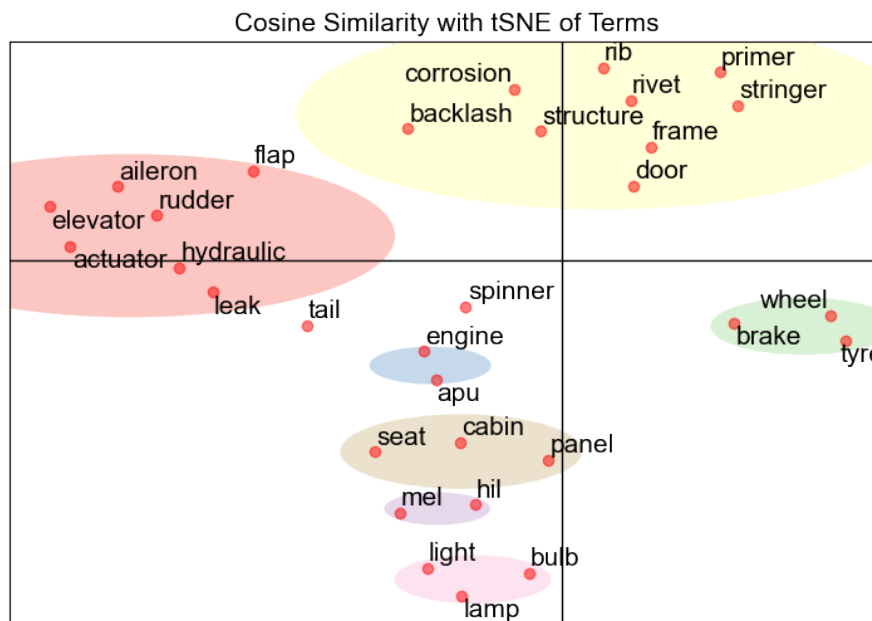 Cosine Similarity with tSNE of Terms
rib
primer
corrosion
rivet
stringer
backlash
structure
frame
flap
door
aileron
rudder
elevator
hydraulic
actuator
leak
tail
spinner
wheel
engine
brake
tyre
apu
cabin
seat
panel
hil
mel
light
bulb
lamp